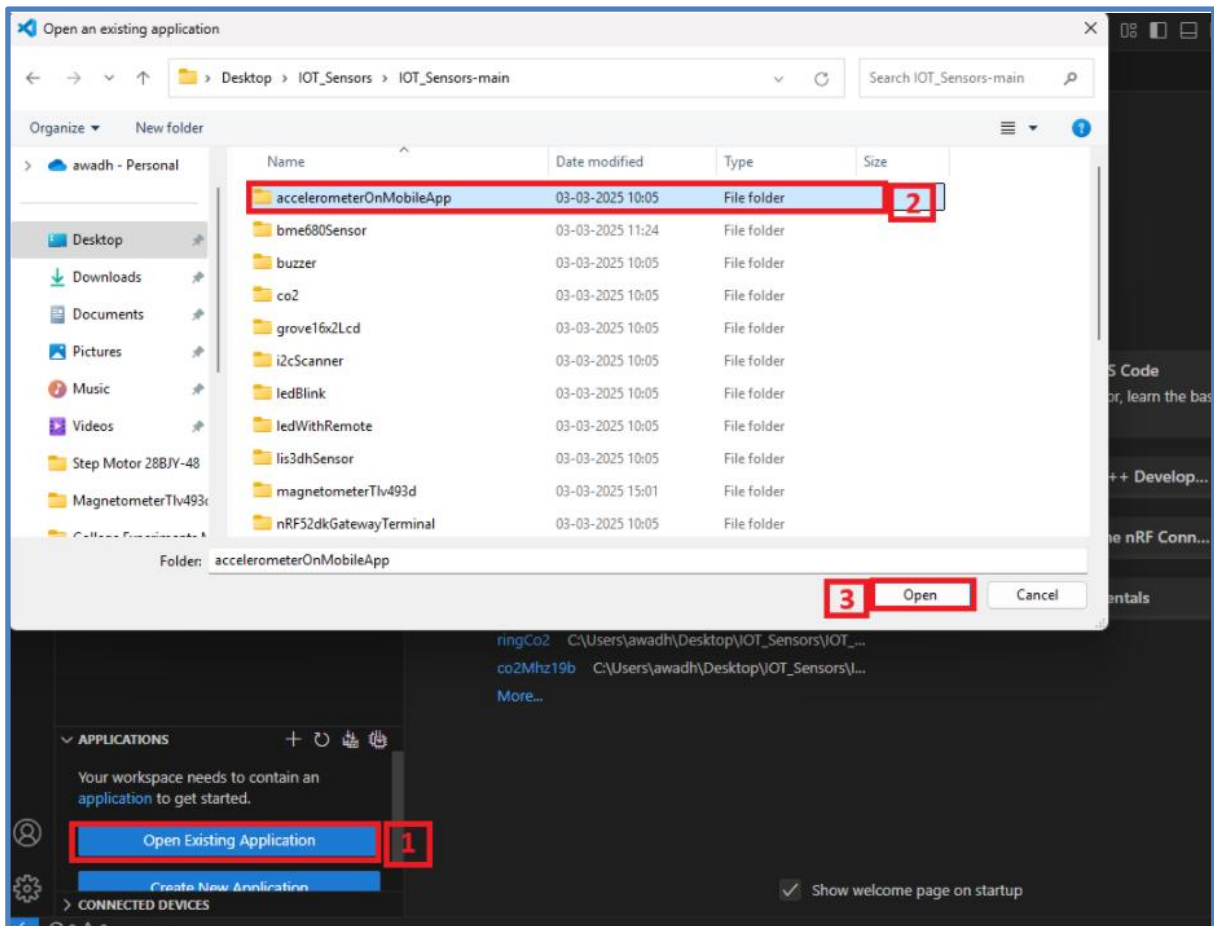 Open an existing application
Desktop > IOT_Sensors > IOT_Sensors-main
Search IOT_Sensors-main
Organize
New folder
awadh - Personal
Desktop
Downloads
Documents
Pictures
Music
Videos
Step Motor 28BJY-48
MagnetometerTlv493
Name Date modified Type Size
accelerometerOnMobileApp 03-03-2025 10:05 File folder 2
bme680Sensor 03-03-2025 11:24 File folder
buzzer 03-03-2025 10:05 File folder
co2 03-03-2025 10:05 File folder
grove16x2Lcd 03-03-2025 10:05 File folder
i2cScanner 03-03-2025 10:05 File folder
ledBlink 03-03-2025 10:05 File folder
ledWithRemote 03-03-2025 10:05 File folder
lis3dhSensor 03-03-2025 10:05 File folder
magnetometerTlv493d 03-03-2025 15:01 File folder
nRF52dkGatewayTerminal 03-03-2025 10:05 File folder
Folder: accelerometerOnMobileApp
3 Open Cancel
S Code
or, learn the bas
++ Develop...
he nRF Conn...
entals
ringCo2 C:\Users\awadh\Desktop\IOT_Sensors\IOT_...
co2Mhz19b C:\Users\awadh\Desktop\IOT_Sensors\I...
More...
APPLICATIONS
Your workspace needs to contain an
application to get started.
Open Existing Application 1
Create New Application
CONNECTED DEVICES
Show welcome page on startup